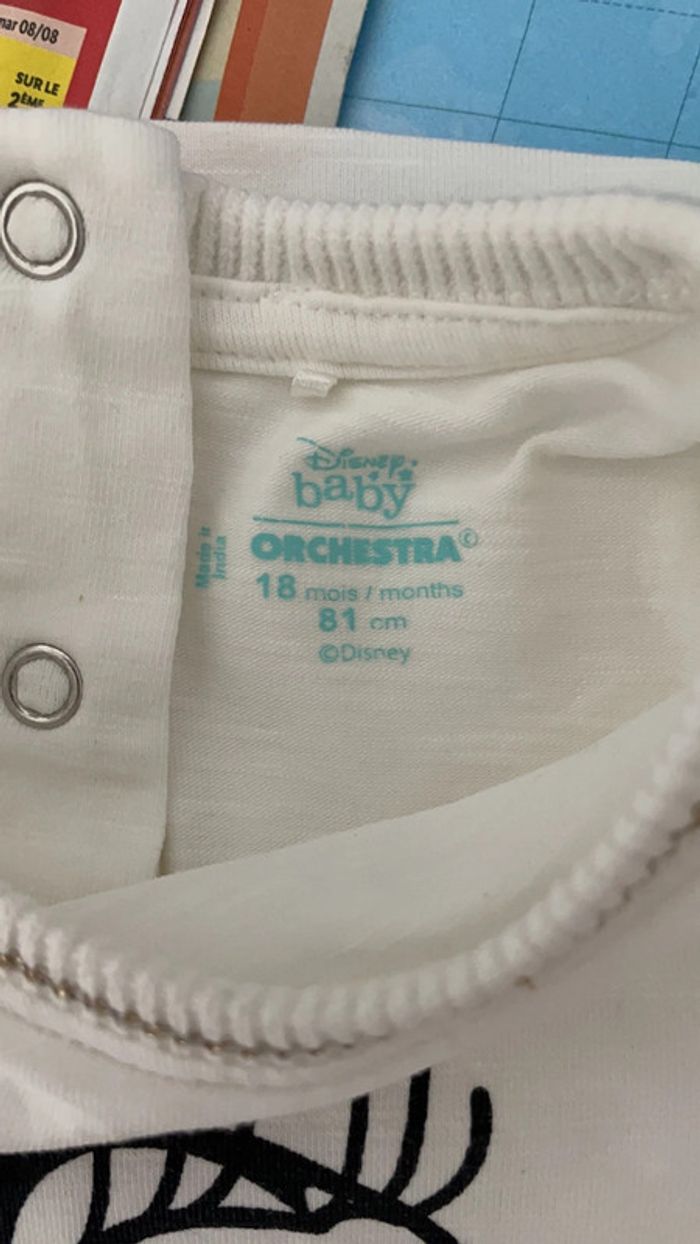 mar 08/08
SUR LE
2ÈME
Disney
baby
ORCHESTRA©
Made in
India
18 mois / months
81 cm
©Disney